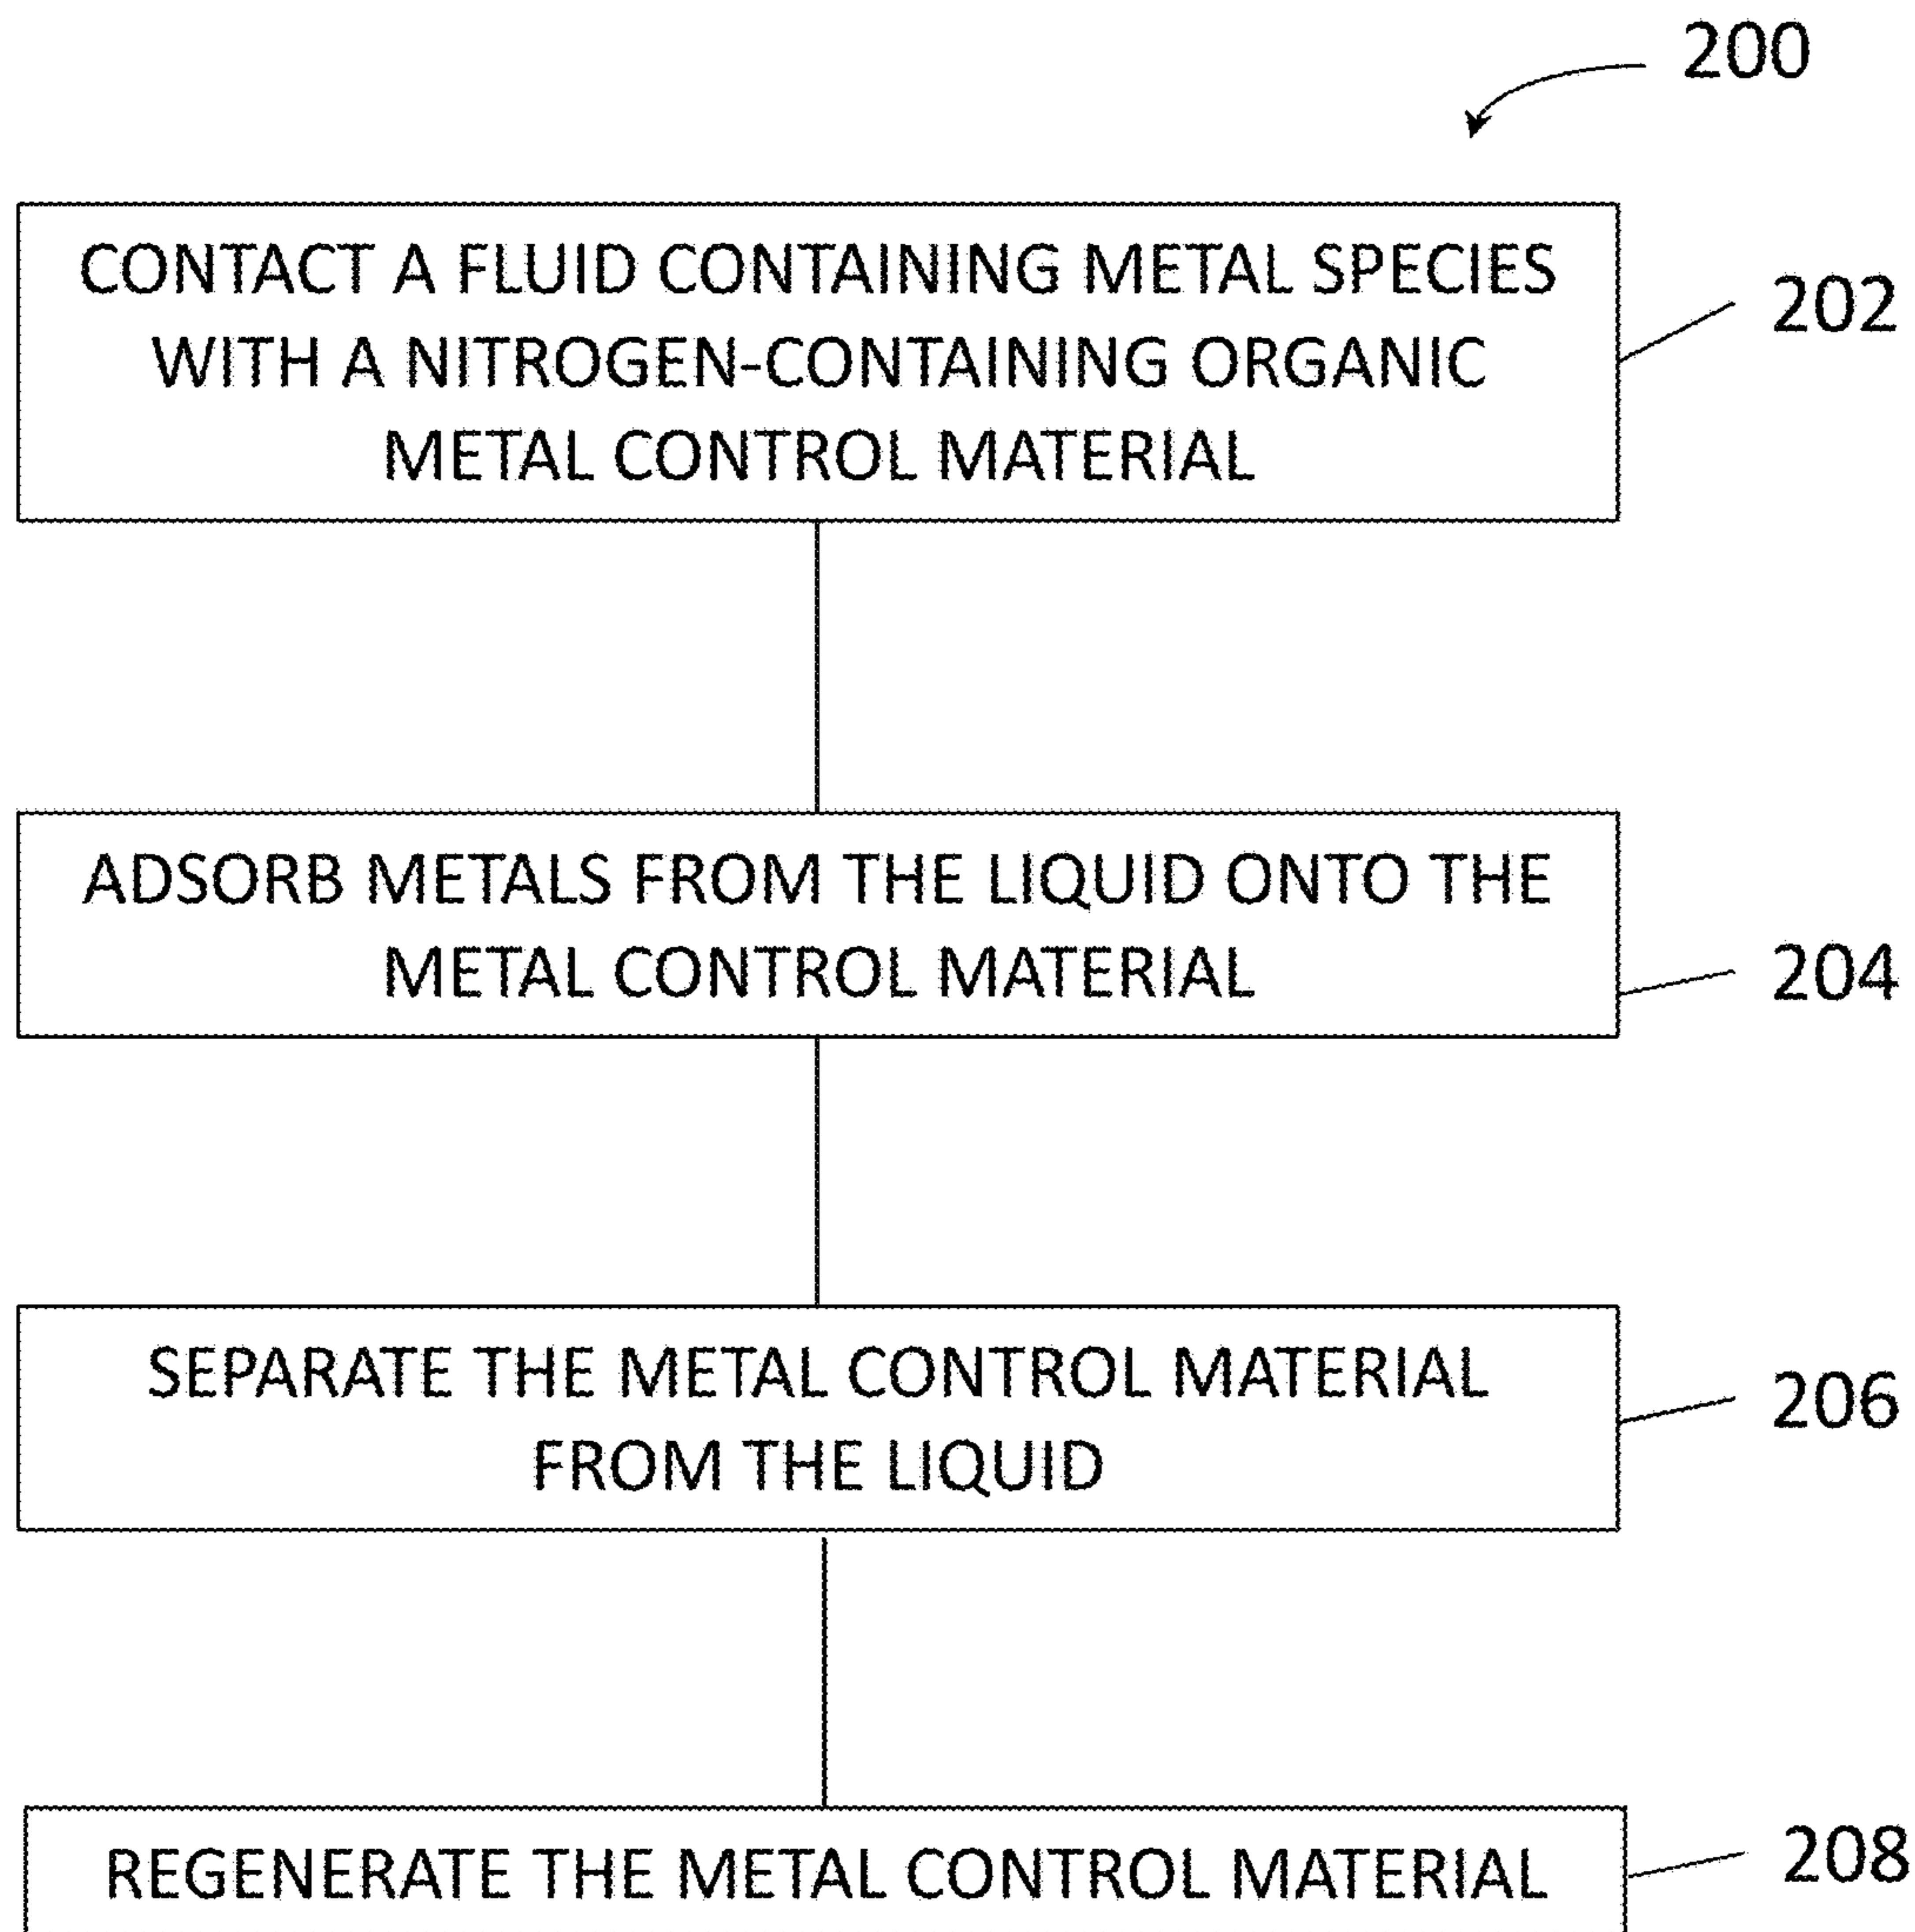 200
CONTACT A FLUID CONTAINING METAL SPECIES
WITH A NITROGEN-CONTAINING ORGANIC
METAL CONTROL MATERIAL
202
ADSORB METALS FROM THE LIQUID ONTO THE
METAL CONTROL MATERIAL
204
SEPARATE THE METAL CONTROL MATERIAL
FROM THE LIQUID
206
REGENERATE THE METAL CONTROL MATERIAL
208